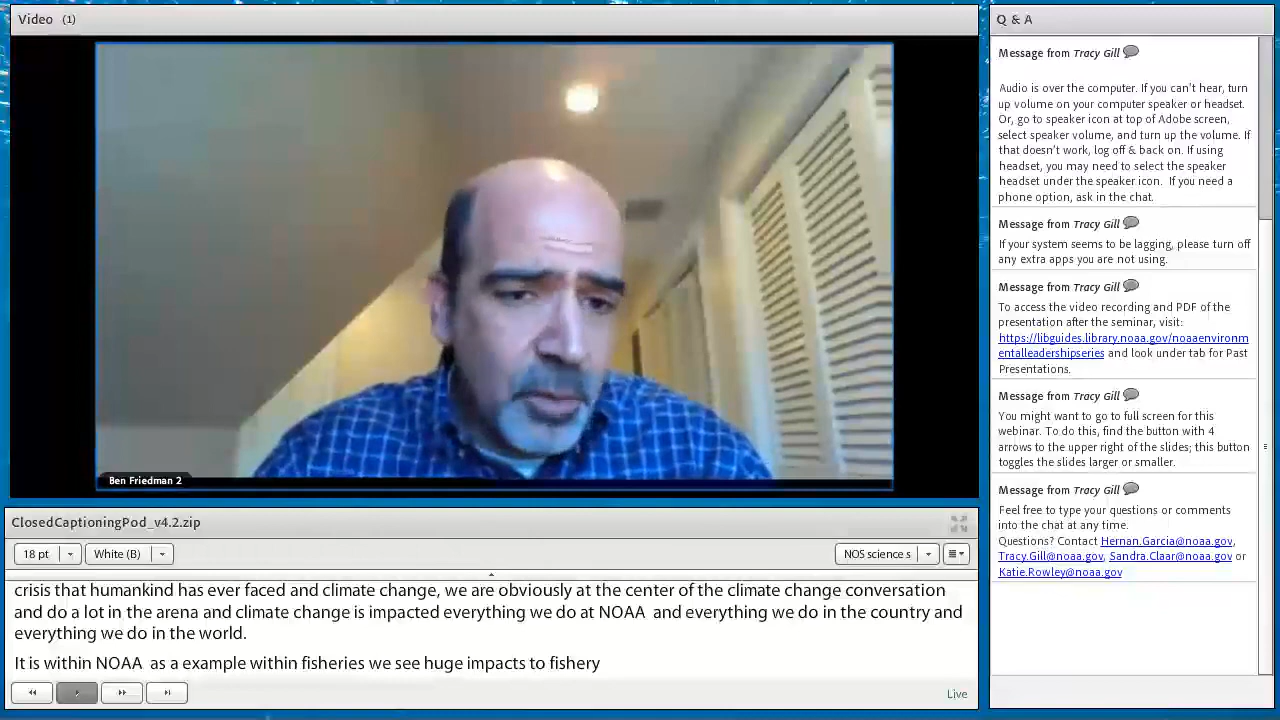 Video (1)
Ben Friedman 2
ClosedCaptioningPod_v4.2.zip
18 pt
White (B)
NOS science s
crisis that humankind has ever faced and climate change, we are obviously at the center of the climate change conversation
and do a lot in the arena and climate change is impacted everything we do at NOAA and everything we do in the country and
everything we do in the world.
It is within NOAA as a example within fisheries we see huge impacts to fishery
Live
Q & A
Message from Tracy Gill
Audio is over the computer. If you can't hear, turn
up volume on your computer speaker or headset.
Or, go to speaker icon at top of Adobe screen,
select speaker volume, and turn up the volume. If
that doesn't work, log off & back on. If using
headset, you may need to select the speaker
headset under the speaker icon. If you need a
phone option, ask in the chat.
Message from Tracy Gill
If your system seems to be lagging, please turn off
any extra apps you are not using.
Message from Tracy Gill
To access the video recording and PDF of the
presentation after the seminar, visit:
https://libguides.library.noaa.gov/noaaenvironm
entalleadershipseries and look under tab for Past
Presentations.
Message from Tracy Gill
You might want to go to full screen for this
webinar. To do this, find the button with 4
arrows to the upper right of the slides; this button
toggles the slides larger or smaller.
Message from Tracy Gill
Feel free to type your questions or comments
into the chat at any time.
Questions? Contact Hernan.Garcia@noaa.gov,
Tracy.Gill@noaa.gov, Sandra.Claar@noaa.gov or
Katie.Rowley@noaa.gov